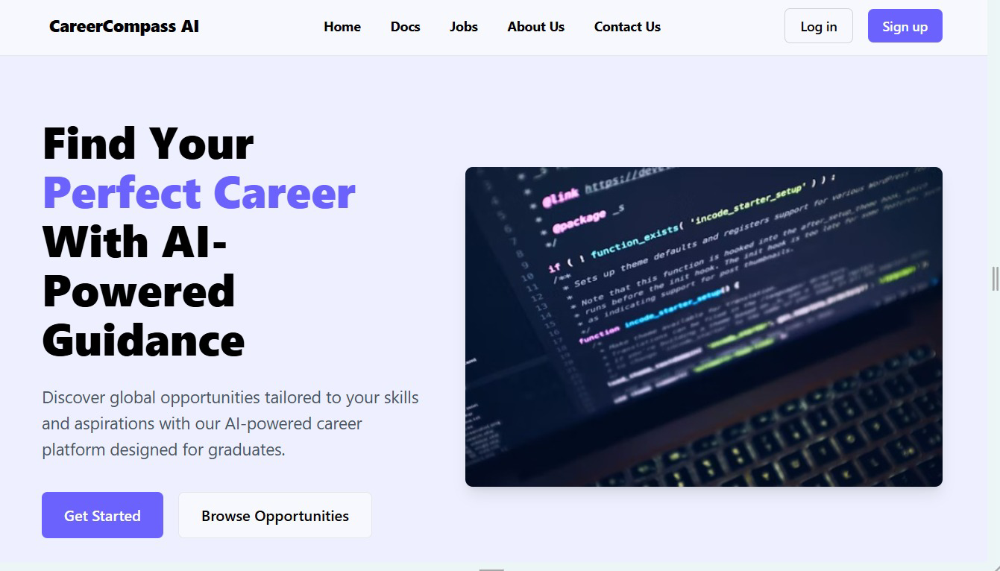 CareerCompass AI
Home Docs Jobs About Us Contact Us
Log in Sign up
Find Your
Perfect Career
With AI-
Powered
Guidance
Discover global opportunities tailored to your skills
and aspirations with our AI-powered career
platform designed for graduates.
Get Started Browse Opportunities
* @link https://deve
* @package _s
*/
if ( ! function_exists( 'incode_starter_setup' ) ) :
/**
* Sets up theme defaults and registers support for various WordPress
*
* Note that this function is hooked into the after_setup_theme hook, which
* runs before the init hook. The init hook is too late for some features, such
* as indicating support for post thumbnails.
*/
function incode_starter_setup() {